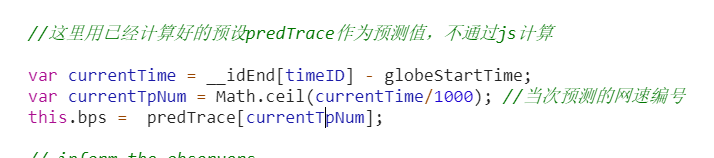 //这里用已经计算好的预设predTrace作为预测值，不通过js计算
var currentTime = __idEnd[timeID] - globeStartTime;
var currentTpNum = Math.ceil(currentTime/1000); //当次预测的网速编号
this.bps =  predTrace[currentTpNum];
// inform the observers